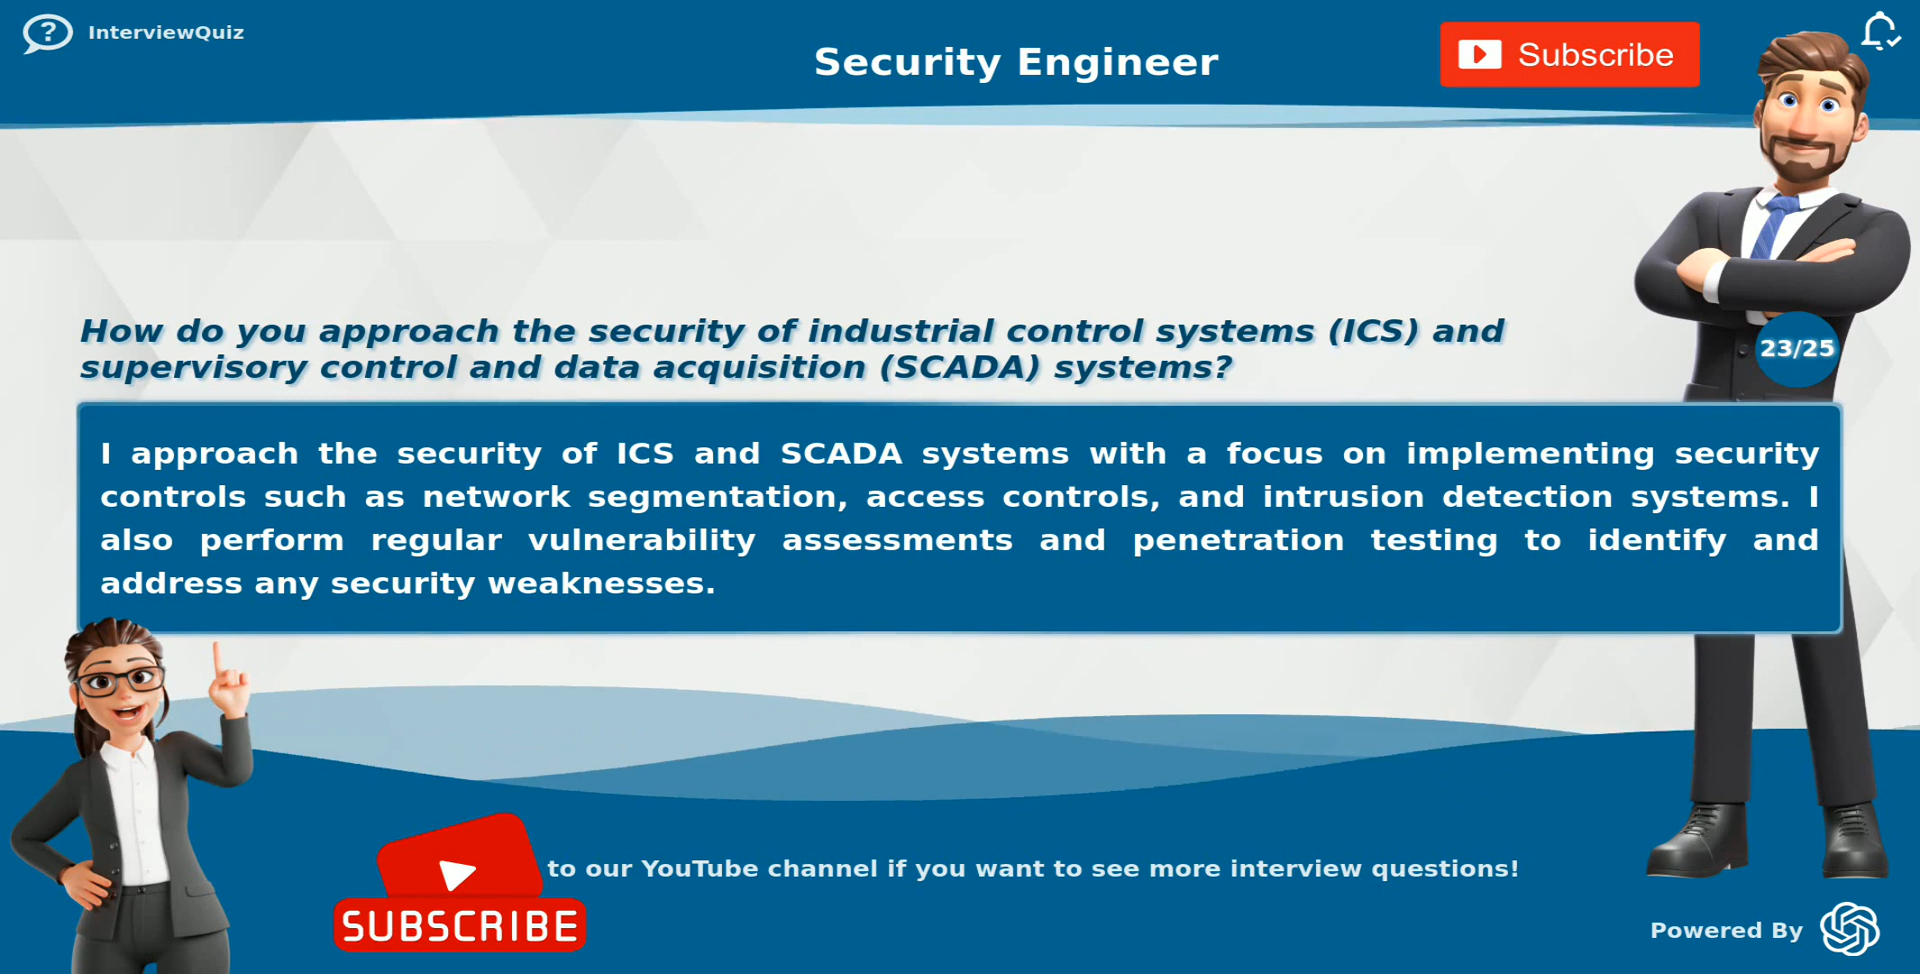 InterviewQuiz
Security Engineer
Subscribe
How do you approach the security of industrial control systems (ICS) and
supervisory control and data acquisition (SCADA) systems?
23/25
I approach the security of ICS and SCADA systems with a focus on implementing security
controls such as network segmentation, access controls, and intrusion detection systems. I
also perform regular vulnerability assessments and penetration testing to identify and
address any security weaknesses.
to our YouTube channel if you want to see more interview questions!
SUBSCRIBE
Powered By